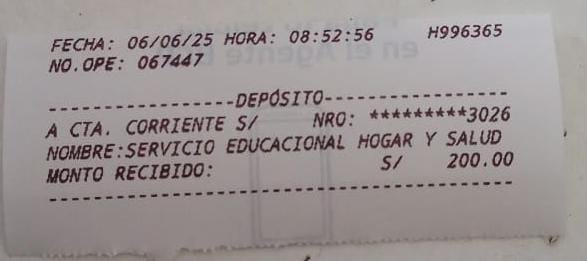 FECHA: 06/06/25 HORA: 08:52:56 H996365
NO.OPE: 067447
------------------DEPÓSITO------------------
A CTA. CORRIENTE S/ NRO: *********3026
NOMBRE:SERVICIO EDUCACIONAL HOGAR Y SALUD
MONTO RECIBIDO: S/ 200.00
--------------------------------------------